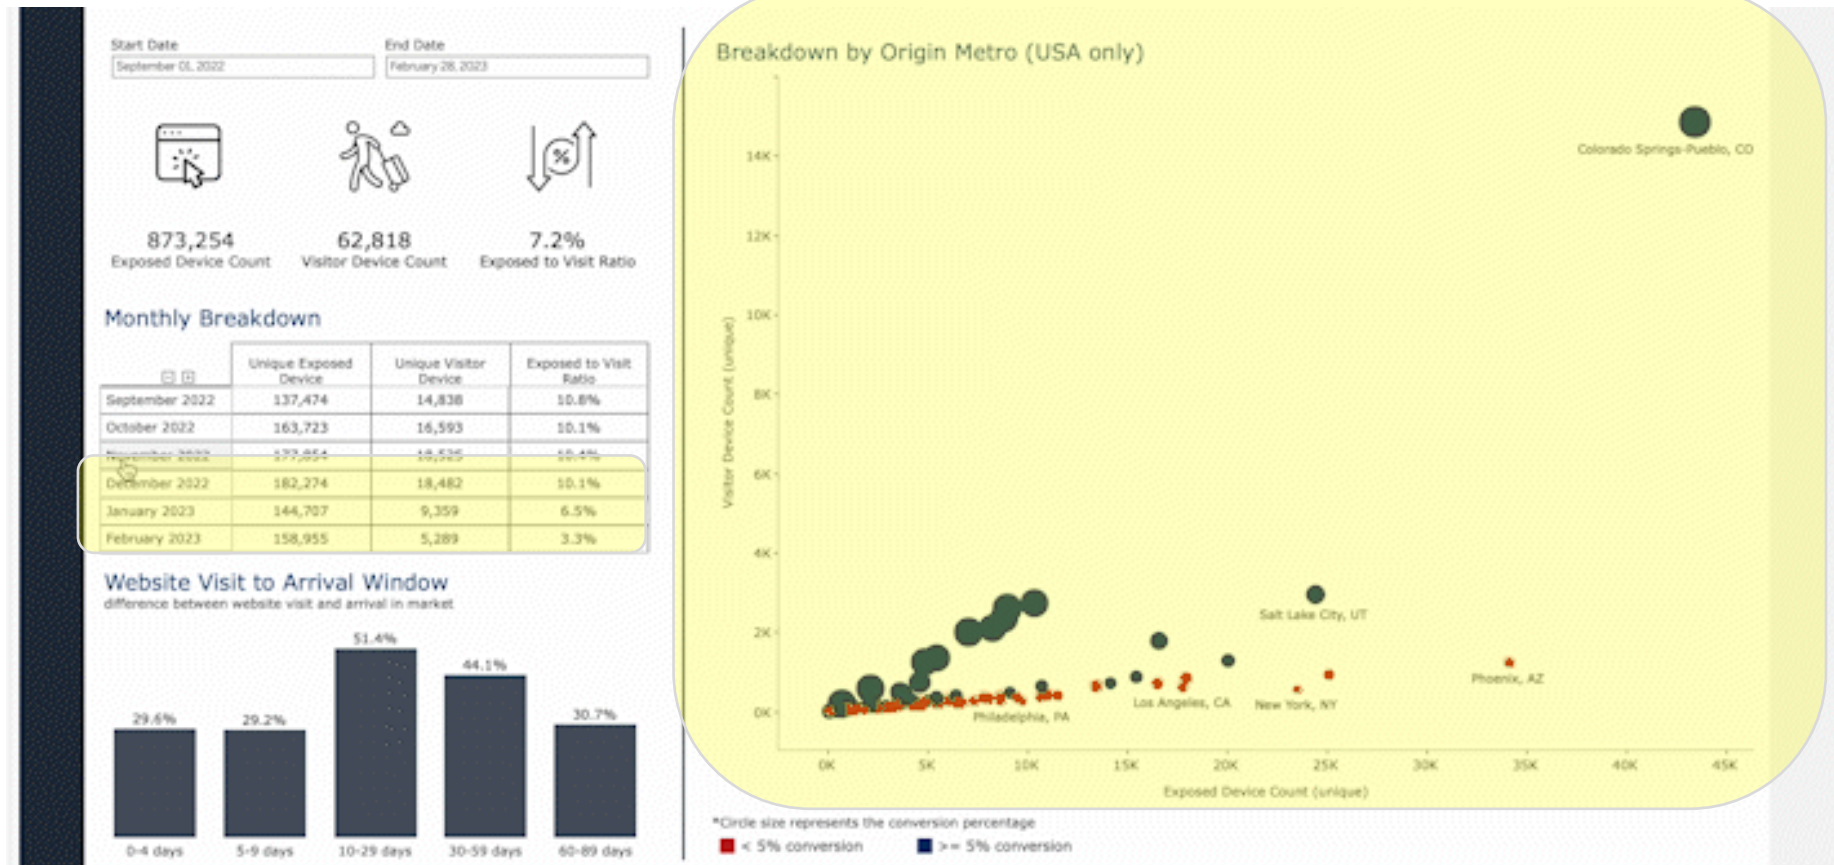 Start Date
September 01, 2022
End Date
February 28, 2023
873,254
Exposed Device Count
62,818
Visitor Device Count
%
7.2%
Exposed to Visit Ratio
Monthly Breakdown
Unique Exposed Device
Unique Visitor Device
Exposed to Visit Ratio
September 2022 137,474 14,838 10.8%
October 2022 163,723 16,593 10.1%
November 2022 177,854 18,525 10.4%
December 2022 182,274 18,482 10.1%
January 2023 144,707 9,359 6.5%
February 2023 158,955 5,289 3.3%
Website Visit to Arrival Window
difference between website visit and arrival in market
29.6% 29.2% 51.4% 44.1% 30.7%
0-4 days 5-9 days 10-29 days 30-59 days 60-89 days
Breakdown by Origin Metro (USA only)
Visitor Device Count (unique)
14K
12K
10K
8K
6K
4K
2K
0K
Colorado Springs-Pueblo, CO
Salt Lake City, UT
Phoenix, AZ
Los Angeles, CA
New York, NY
Philadelphia, PA
0K 5K 10K 15K 20K 25K 30K 35K 40K 45K
Exposed Device Count (unique)
*Circle size represents the conversion percentage
< 5% conversion
>= 5% conversion